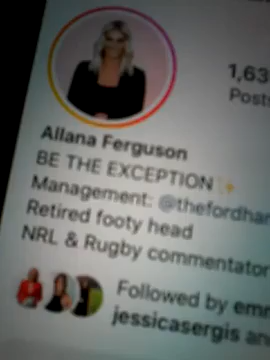 1,63
Posts
Allana Ferguson
BE THE EXCEPTION ✨
Management: @thefordhar
Retired footy head
NRL & Rugby commentator
Followed by emr
jessicasergis an